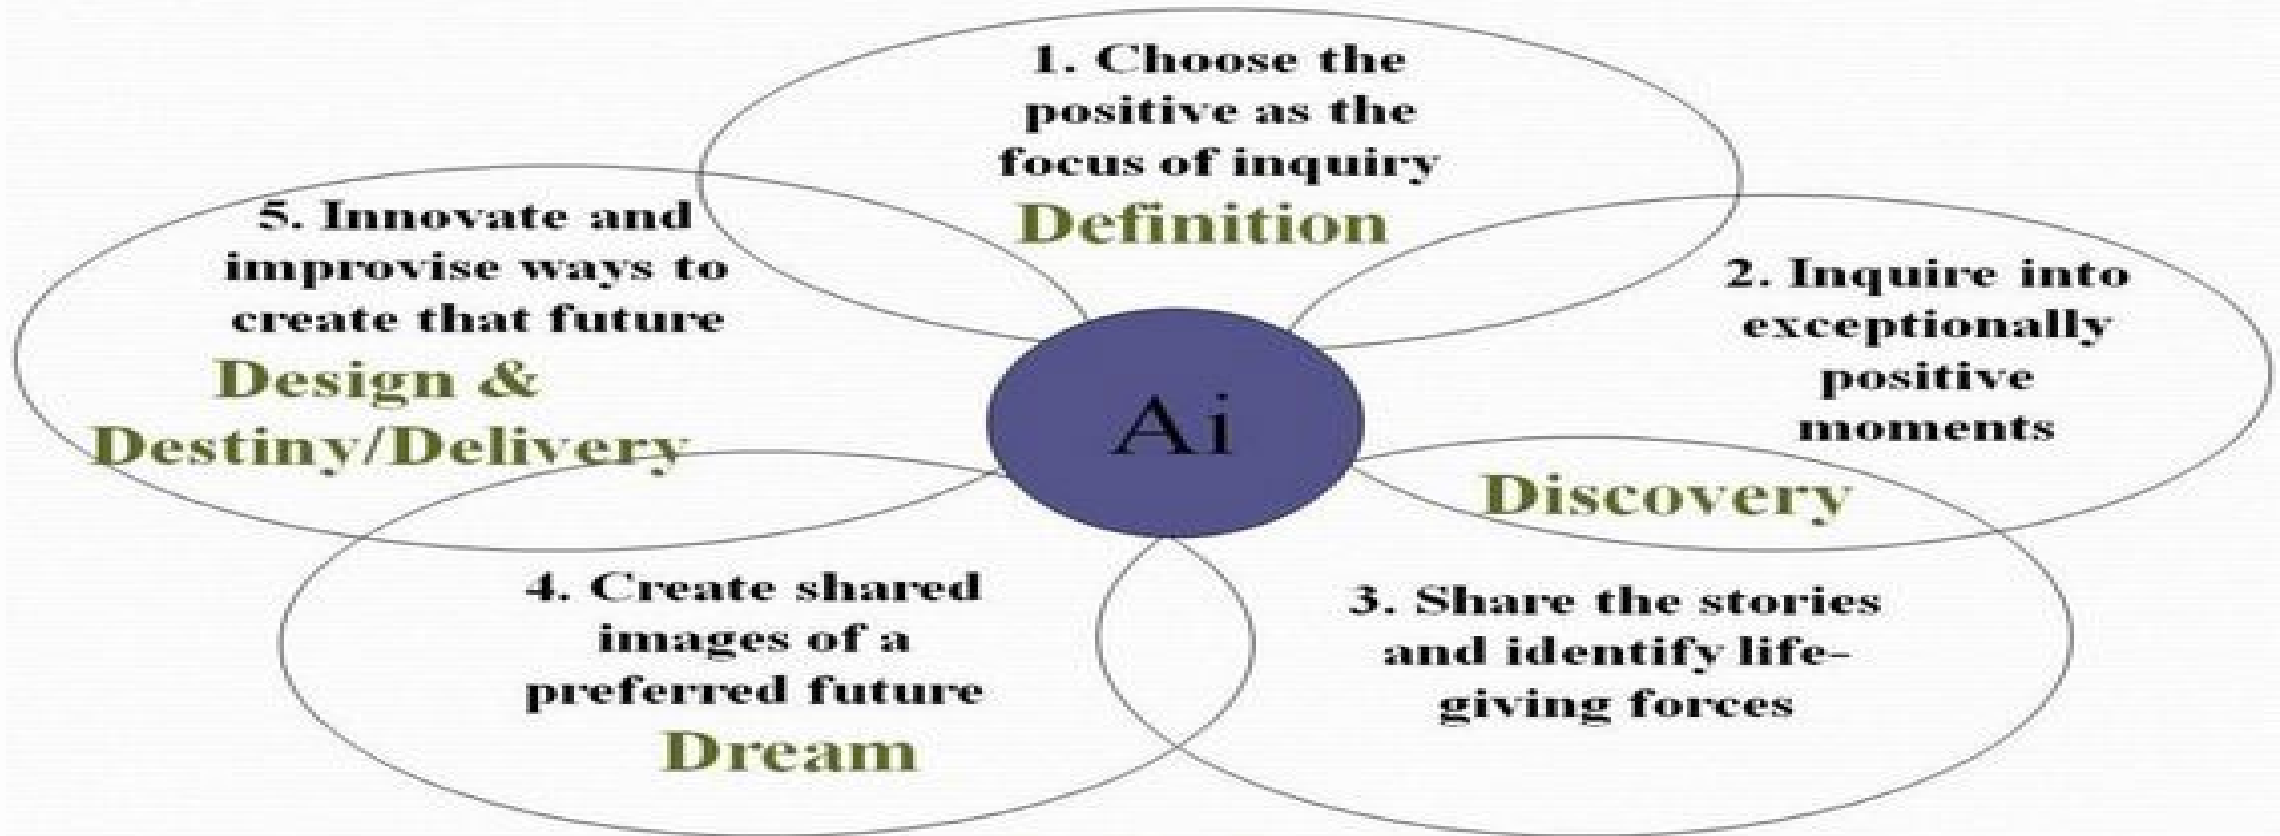 1. Choose the
positive as the
focus of inquiry
Definition
2. Inquire into
exceptionally
positive
moments
Discovery
3. Share the stories
and identify life-
giving forces
4. Create shared
images of a
preferred future
Dream
5. Innovate and
improvise ways to
create that future
Design &
Destiny/Delivery
Ai